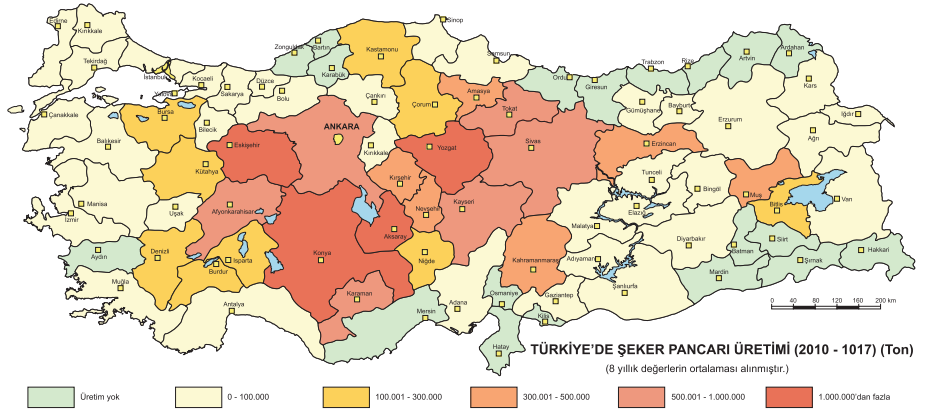 Edirne
Kırıkkale
Tekirdağ
İstanbul
Kocaeli
Yalova
Sakarya
Düzce
Bolu
Zonguldak
Bartın
Karabük
Kastamonu
Sinop
Samsun
Çankırı
Çorum
Amasya
Tokat
Ordu
Giresun
Trabzon
Rize
Artvin
Ardahan
Kars
Iğdır
Gümüşhane
Bayburt
Erzurum
Ağrı
Çanakkale
Bursa
Bilecik
Balıkesir
Eskişehir
ANKARA
Kırıkkale
Yozgat
Sivas
Erzincan
Kütahya
Kırşehir
Tunceli
Bingöl
Muş
Bitlis
Van
Manisa
İzmir
Uşak
Afyonkarahisar
Nevşehir
Kayseri
Aksaray
Malatya
Elazığ
Diyarbakır
Batman
Siirt
Hakkari
Şırnak
Mardin
Aydın
Denizli
Burdur
Isparta
Konya
Niğde
Kahramanmaraş
Adıyaman
Şanlıurfa
Muğla
Antalya
Karaman
Mersin
Adana
Osmaniye
Gaziantep
Kilis
Hatay
0 40 80 120 160 200 km
TÜRKİYE'DE ŞEKER PANCARI ÜRETİMİ (2010 - 1017) (Ton)
(8 yıllık değerlerin ortalaması alınmıştır.)
Üretim yok
0 - 100.000
100.001 - 300.000
300.001 - 500.000
500.001 - 1.000.000
1.000.000'dan fazla